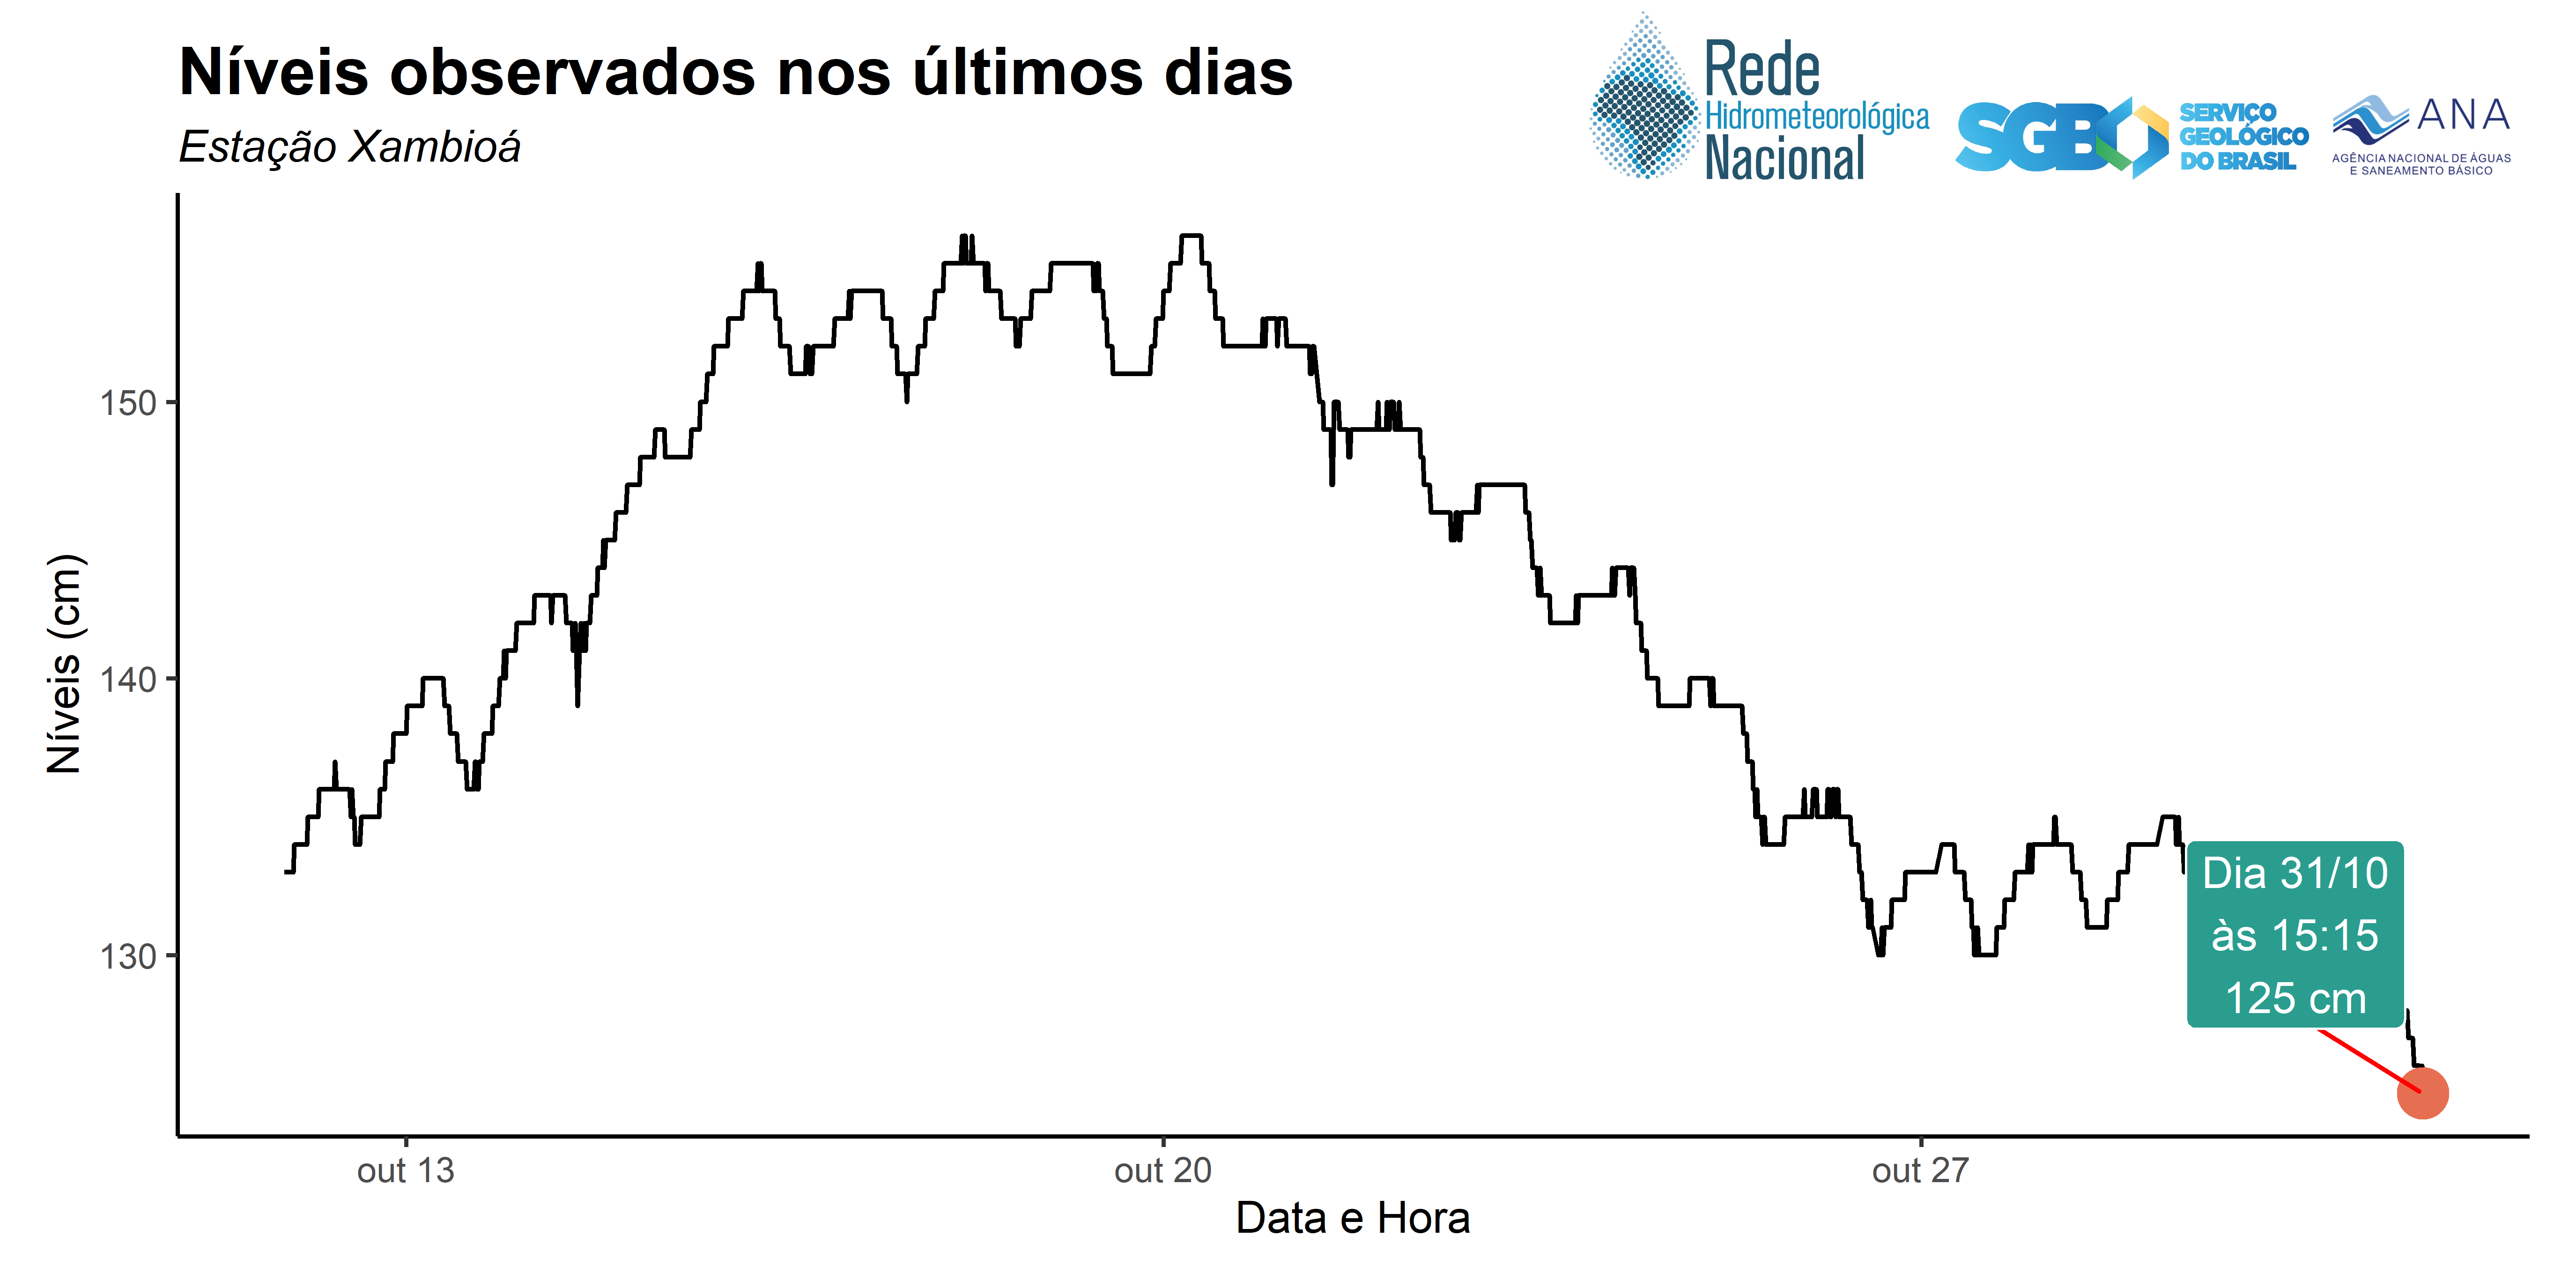 Níveis observados nos últimos dias
Estação Xambioá
Rede
Hidrometeorológica
Nacional
SGB
SERVIÇO
GEOLÓGICO
DO BRASIL
ANA
AGÊNCIA NACIONAL DE ÁGUAS
E SANEAMENTO BÁSICO
Níveis (cm)
150
140
130
Dia 31/10
às 15:15
125 cm
out 13
out 20
out 27
Data e Hora